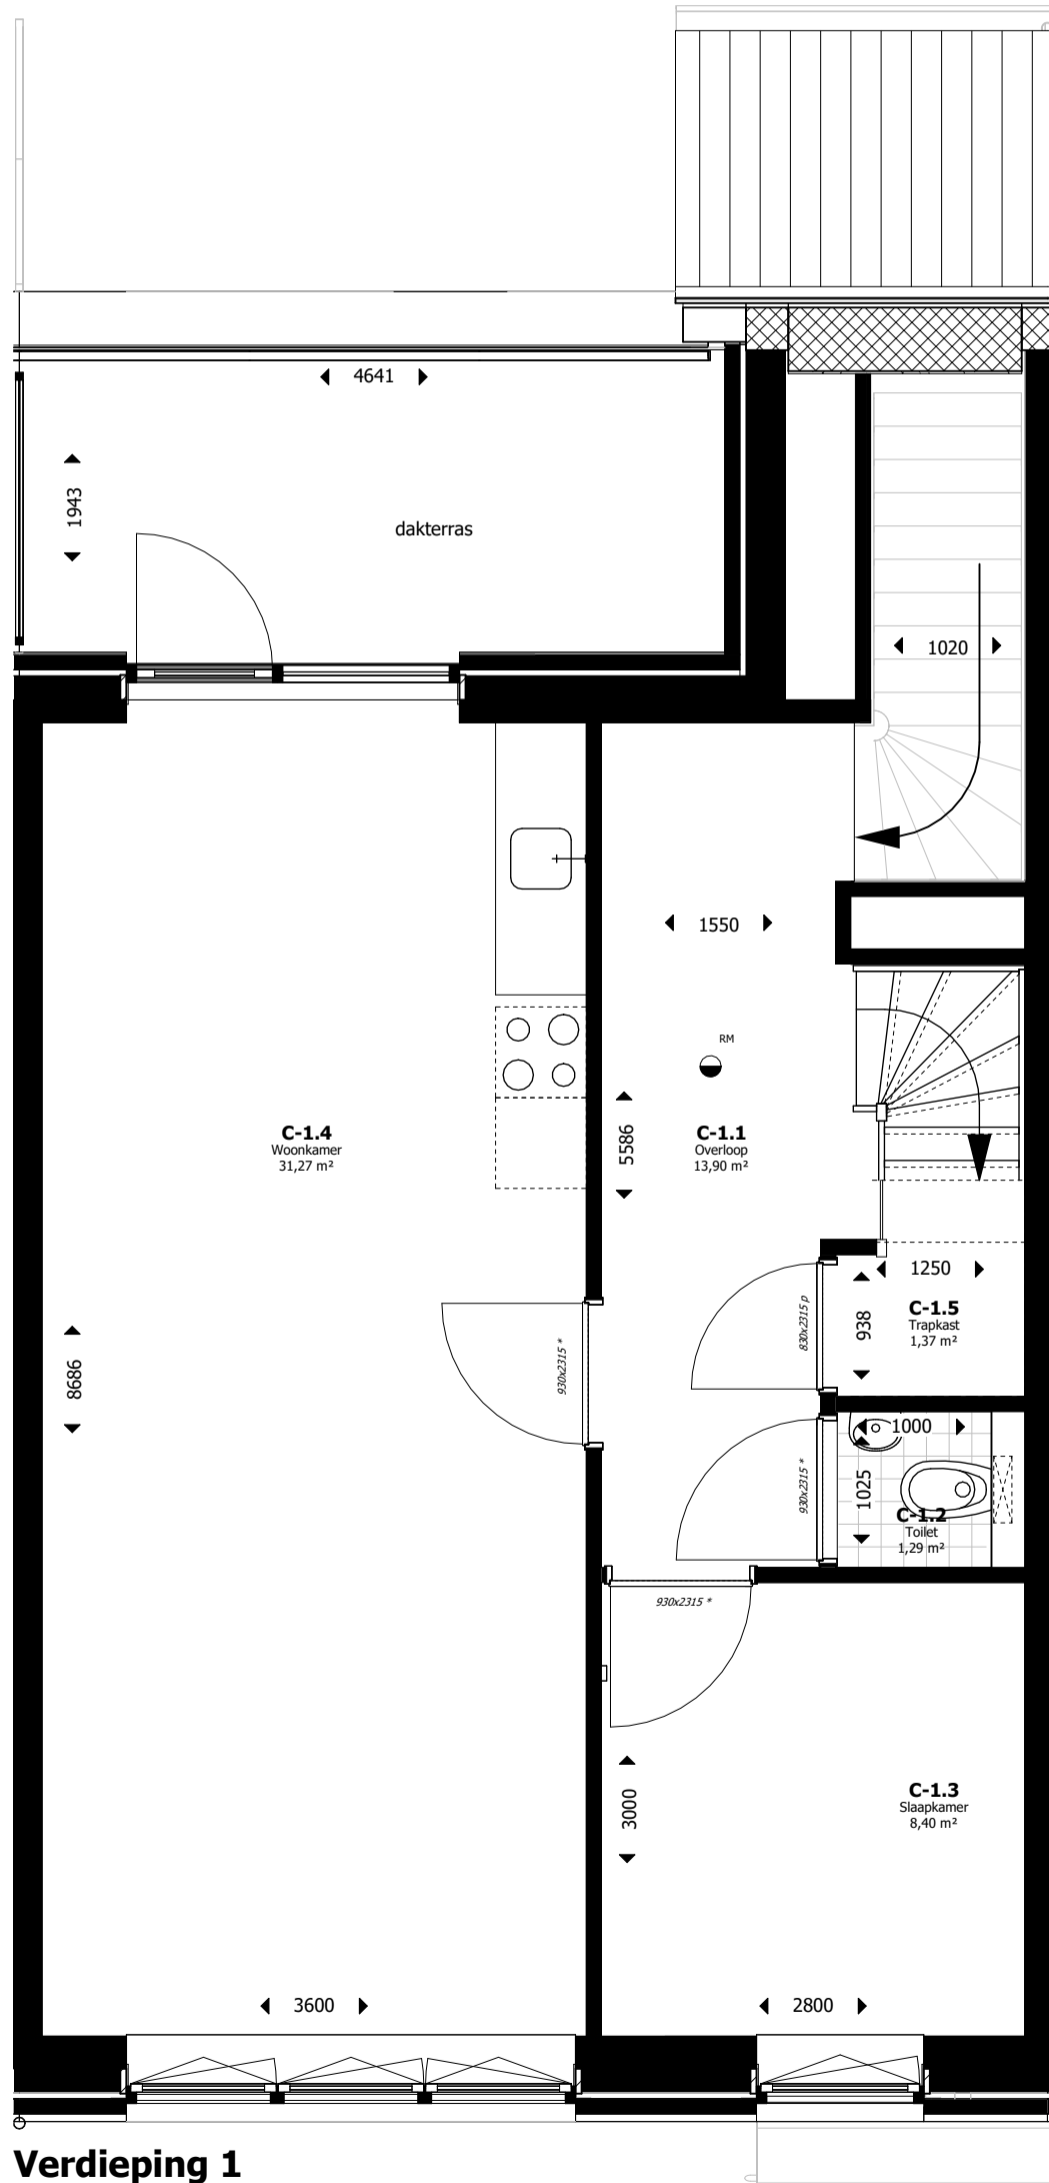 4641
1943
dakterras
1020
1550
RM
C-1.4
Woonkamer
31,27 m²
5586
C-1.1
Overloop
13,90 m²
1250
C-1.5
Trapkast
1,37 m²
830x2315 p
938
8686
930x2315 *
1000
930x2315 *
1025
C-1.2
Toilet
1,29 m²
930x2315 *
3000
C-1.3
Slaapkamer
8,40 m²
3600
2800
Verdieping 1